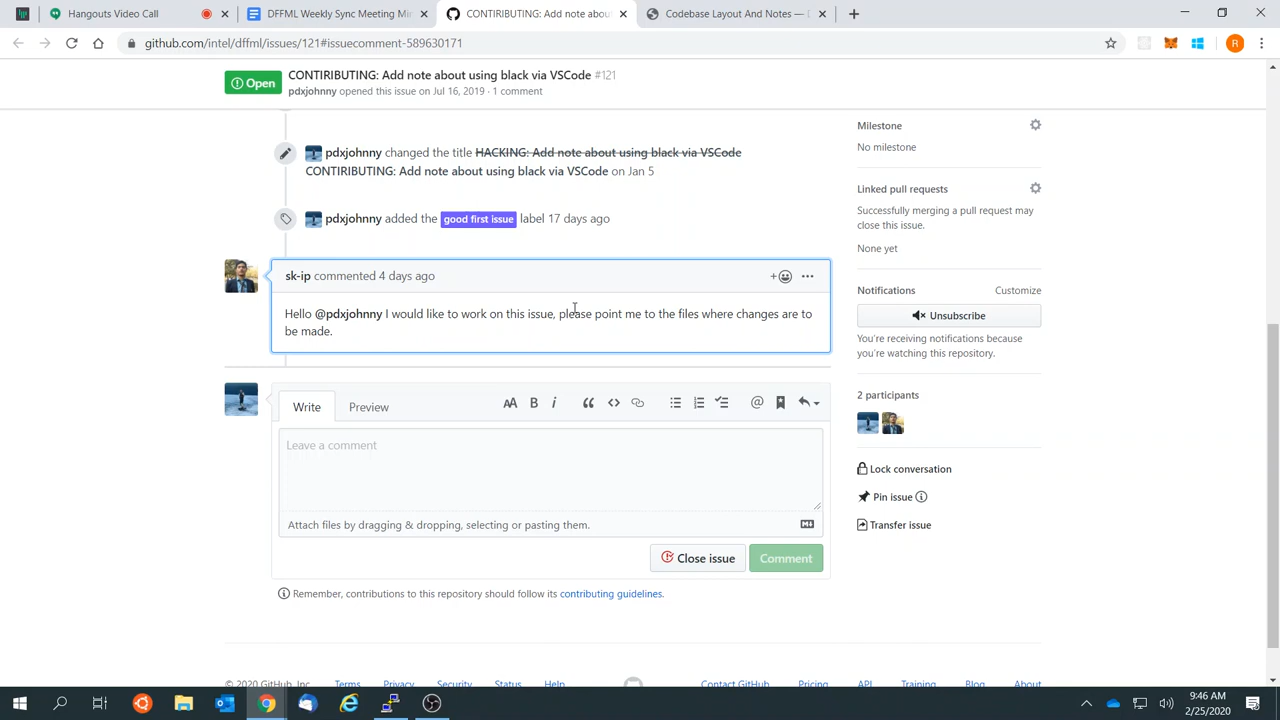 Hangouts Video Call
DFFML Weekly Sync Meeting Mi
CONTIRIBUTING: Add note abou
Codebase Layout And Notes —
github.com/intel/dffml/issues/121#issuecomment-589630171
R
Open
CONTIRIBUTING: Add note about using black via VSCode #121
pdxjohnny opened this issue on Jul 16, 2019 · 1 comment
pdxjohnny changed the title HACKING: Add note about using black via VSCode
CONTIRIBUTING: Add note about using black via VSCode on Jan 5
pdxjohnny added the good first issue label 17 days ago
sk-ip commented 4 days ago
Hello @pdxjohnny I would like to work on this issue, please point me to the files where changes are to
be made.
Write
Preview
AA B i
Leave a comment
Attach files by dragging & dropping, selecting or pasting them.
Close issue
Comment
Remember, contributions to this repository should follow its contributing guidelines.
Milestone
No milestone
Linked pull requests
Successfully merging a pull request may
close this issue.
None yet
Notifications
Customize
Unsubscribe
You're receiving notifications because
you're watching this repository.
2 participants
Lock conversation
Pin issue
Transfer issue
© 2020 GitHub, Inc.
Terms
Privacy
Security
Status
Help
Contact GitHub
Pricing
API
Training
Blog
About
9:46 AM
2/25/2020